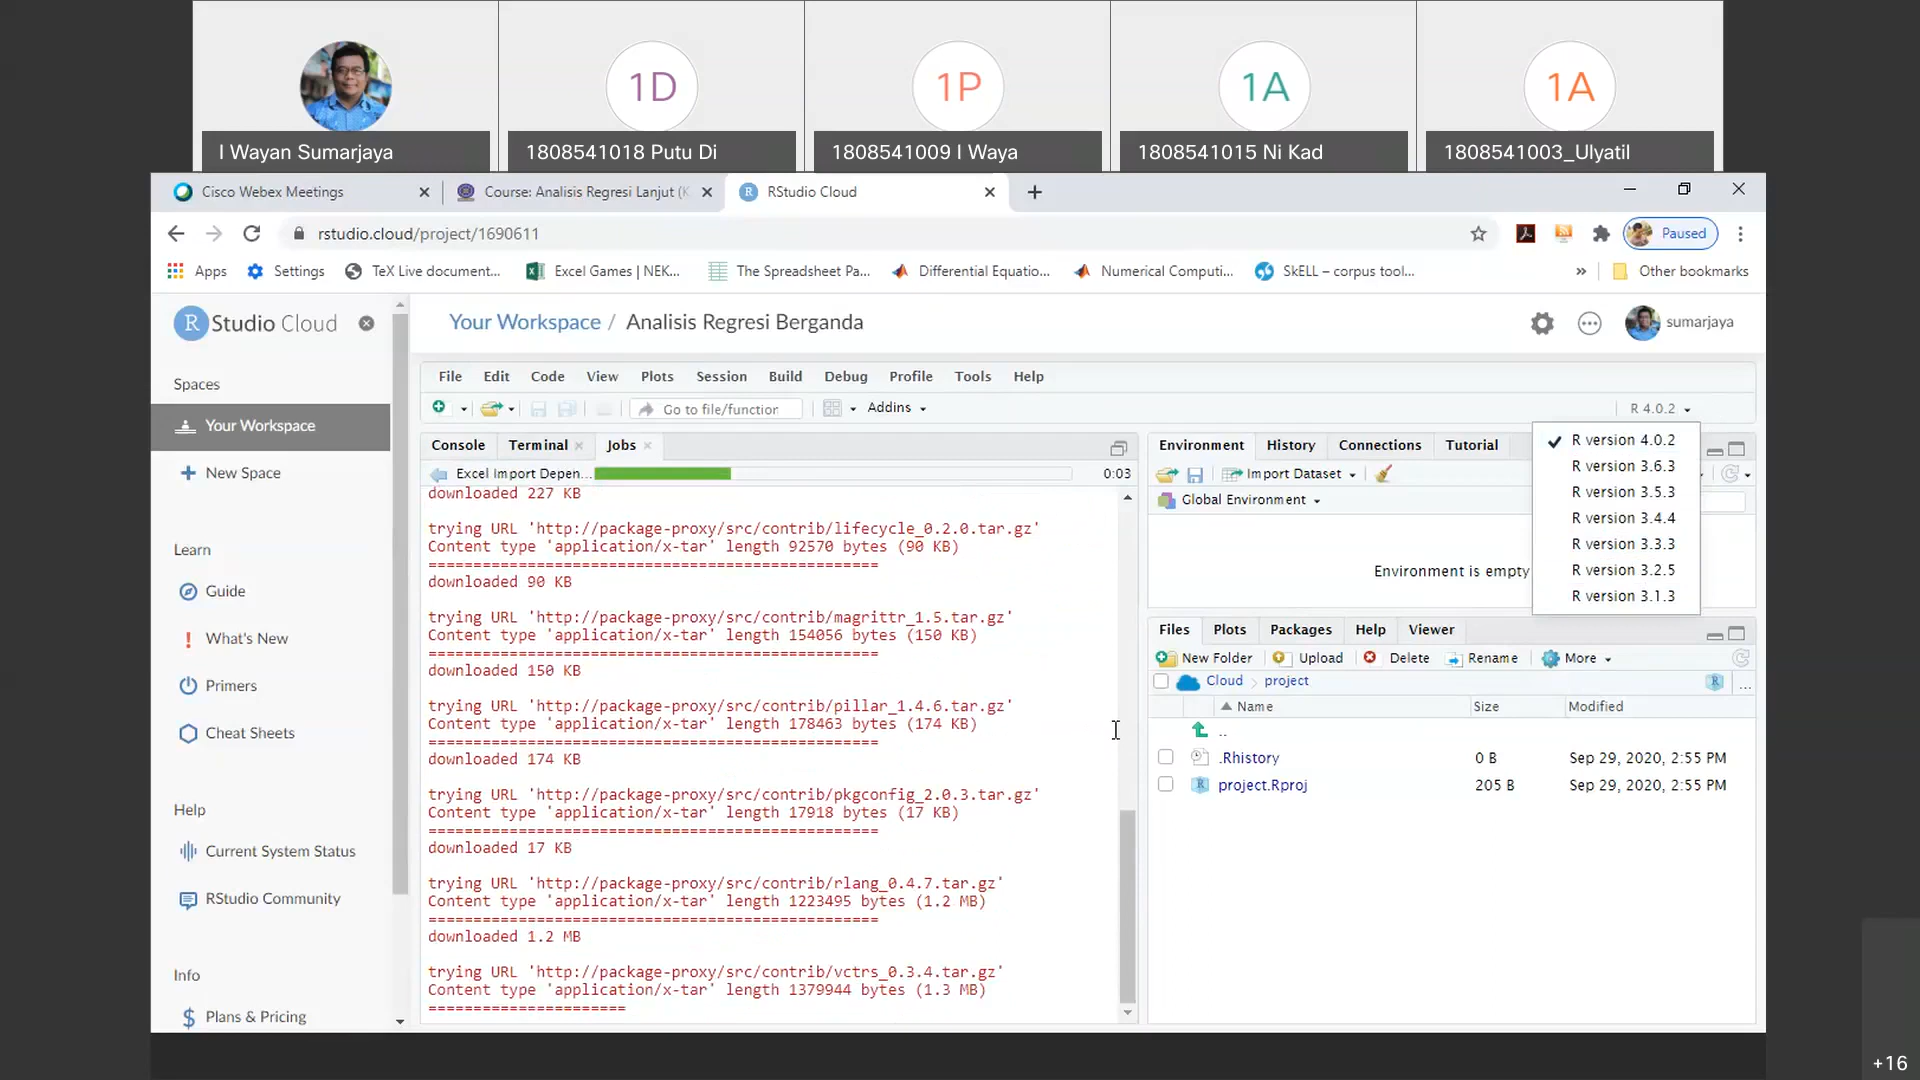 1D
1P
1A
1A
I Wayan Sumarjaya
1808541018 Putu Di
1808541009 I Waya
1808541015 Ni Kad
1808541003_Ulyatil
Cisco Webex Meetings
Course: Analisis Regresi Lanjut (K
RStudio Cloud
rstudio.cloud/project/1690611
Paused
Apps
Settings
TeX Live document...
Excel Games | NEK...
The Spreadsheet Pa...
Differential Equatio...
Numerical Computi...
SkELL – corpus tool...
»
Other bookmarks
R Studio Cloud
Your Workspace / Analisis Regresi Berganda
sumarjaya
Spaces
Your Workspace
New Space
Learn
Guide
What's New
Primers
Cheat Sheets
Help
Current System Status
RStudio Community
Info
Plans & Pricing
File Edit Code View Plots Session Build Debug Profile Tools Help
Go to file/function
Addins
R 4.0.2
R version 4.0.2
R version 3.6.3
R version 3.5.3
R version 3.4.4
R version 3.3.3
R version 3.2.5
R version 3.1.3
Console Terminal Jobs
Excel Import Depen...
0:03
downloaded 227 KB
trying URL 'http://package-proxy/src/contrib/lifecycle_0.2.0.tar.gz'
Content type 'application/x-tar' length 92570 bytes (90 KB)
==================================================
downloaded 90 KB
trying URL 'http://package-proxy/src/contrib/magrittr_1.5.tar.gz'
Content type 'application/x-tar' length 154056 bytes (150 KB)
==================================================
downloaded 150 KB
trying URL 'http://package-proxy/src/contrib/pillar_1.4.6.tar.gz'
Content type 'application/x-tar' length 178463 bytes (174 KB)
==================================================
downloaded 174 KB
trying URL 'http://package-proxy/src/contrib/pkgconfig_2.0.3.tar.gz'
Content type 'application/x-tar' length 17918 bytes (17 KB)
==================================================
downloaded 17 KB
trying URL 'http://package-proxy/src/contrib/rlang_0.4.7.tar.gz'
Content type 'application/x-tar' length 1223495 bytes (1.2 MB)
==================================================
downloaded 1.2 MB
trying URL 'http://package-proxy/src/contrib/vctrs_0.3.4.tar.gz'
Content type 'application/x-tar' length 1379944 bytes (1.3 MB)
======================
Environment History Connections Tutorial
Import Dataset
Global Environment
Environment is empty
Files Plots Packages Help Viewer
New Folder Upload Delete Rename More
Cloud > project
...
Name Size Modified
..
.Rhistory 0 B Sep 29, 2020, 2:55 PM
project.Rproj 205 B Sep 29, 2020, 2:55 PM
+16